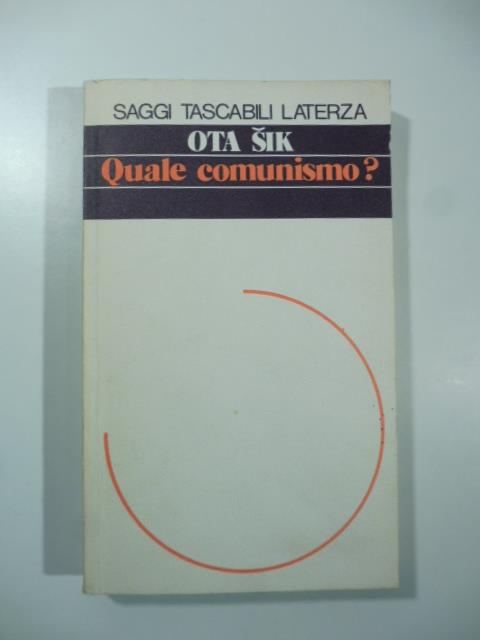 SAGGI TASCABILI LATERZA
OTA ŠIK
Quale comunismo?